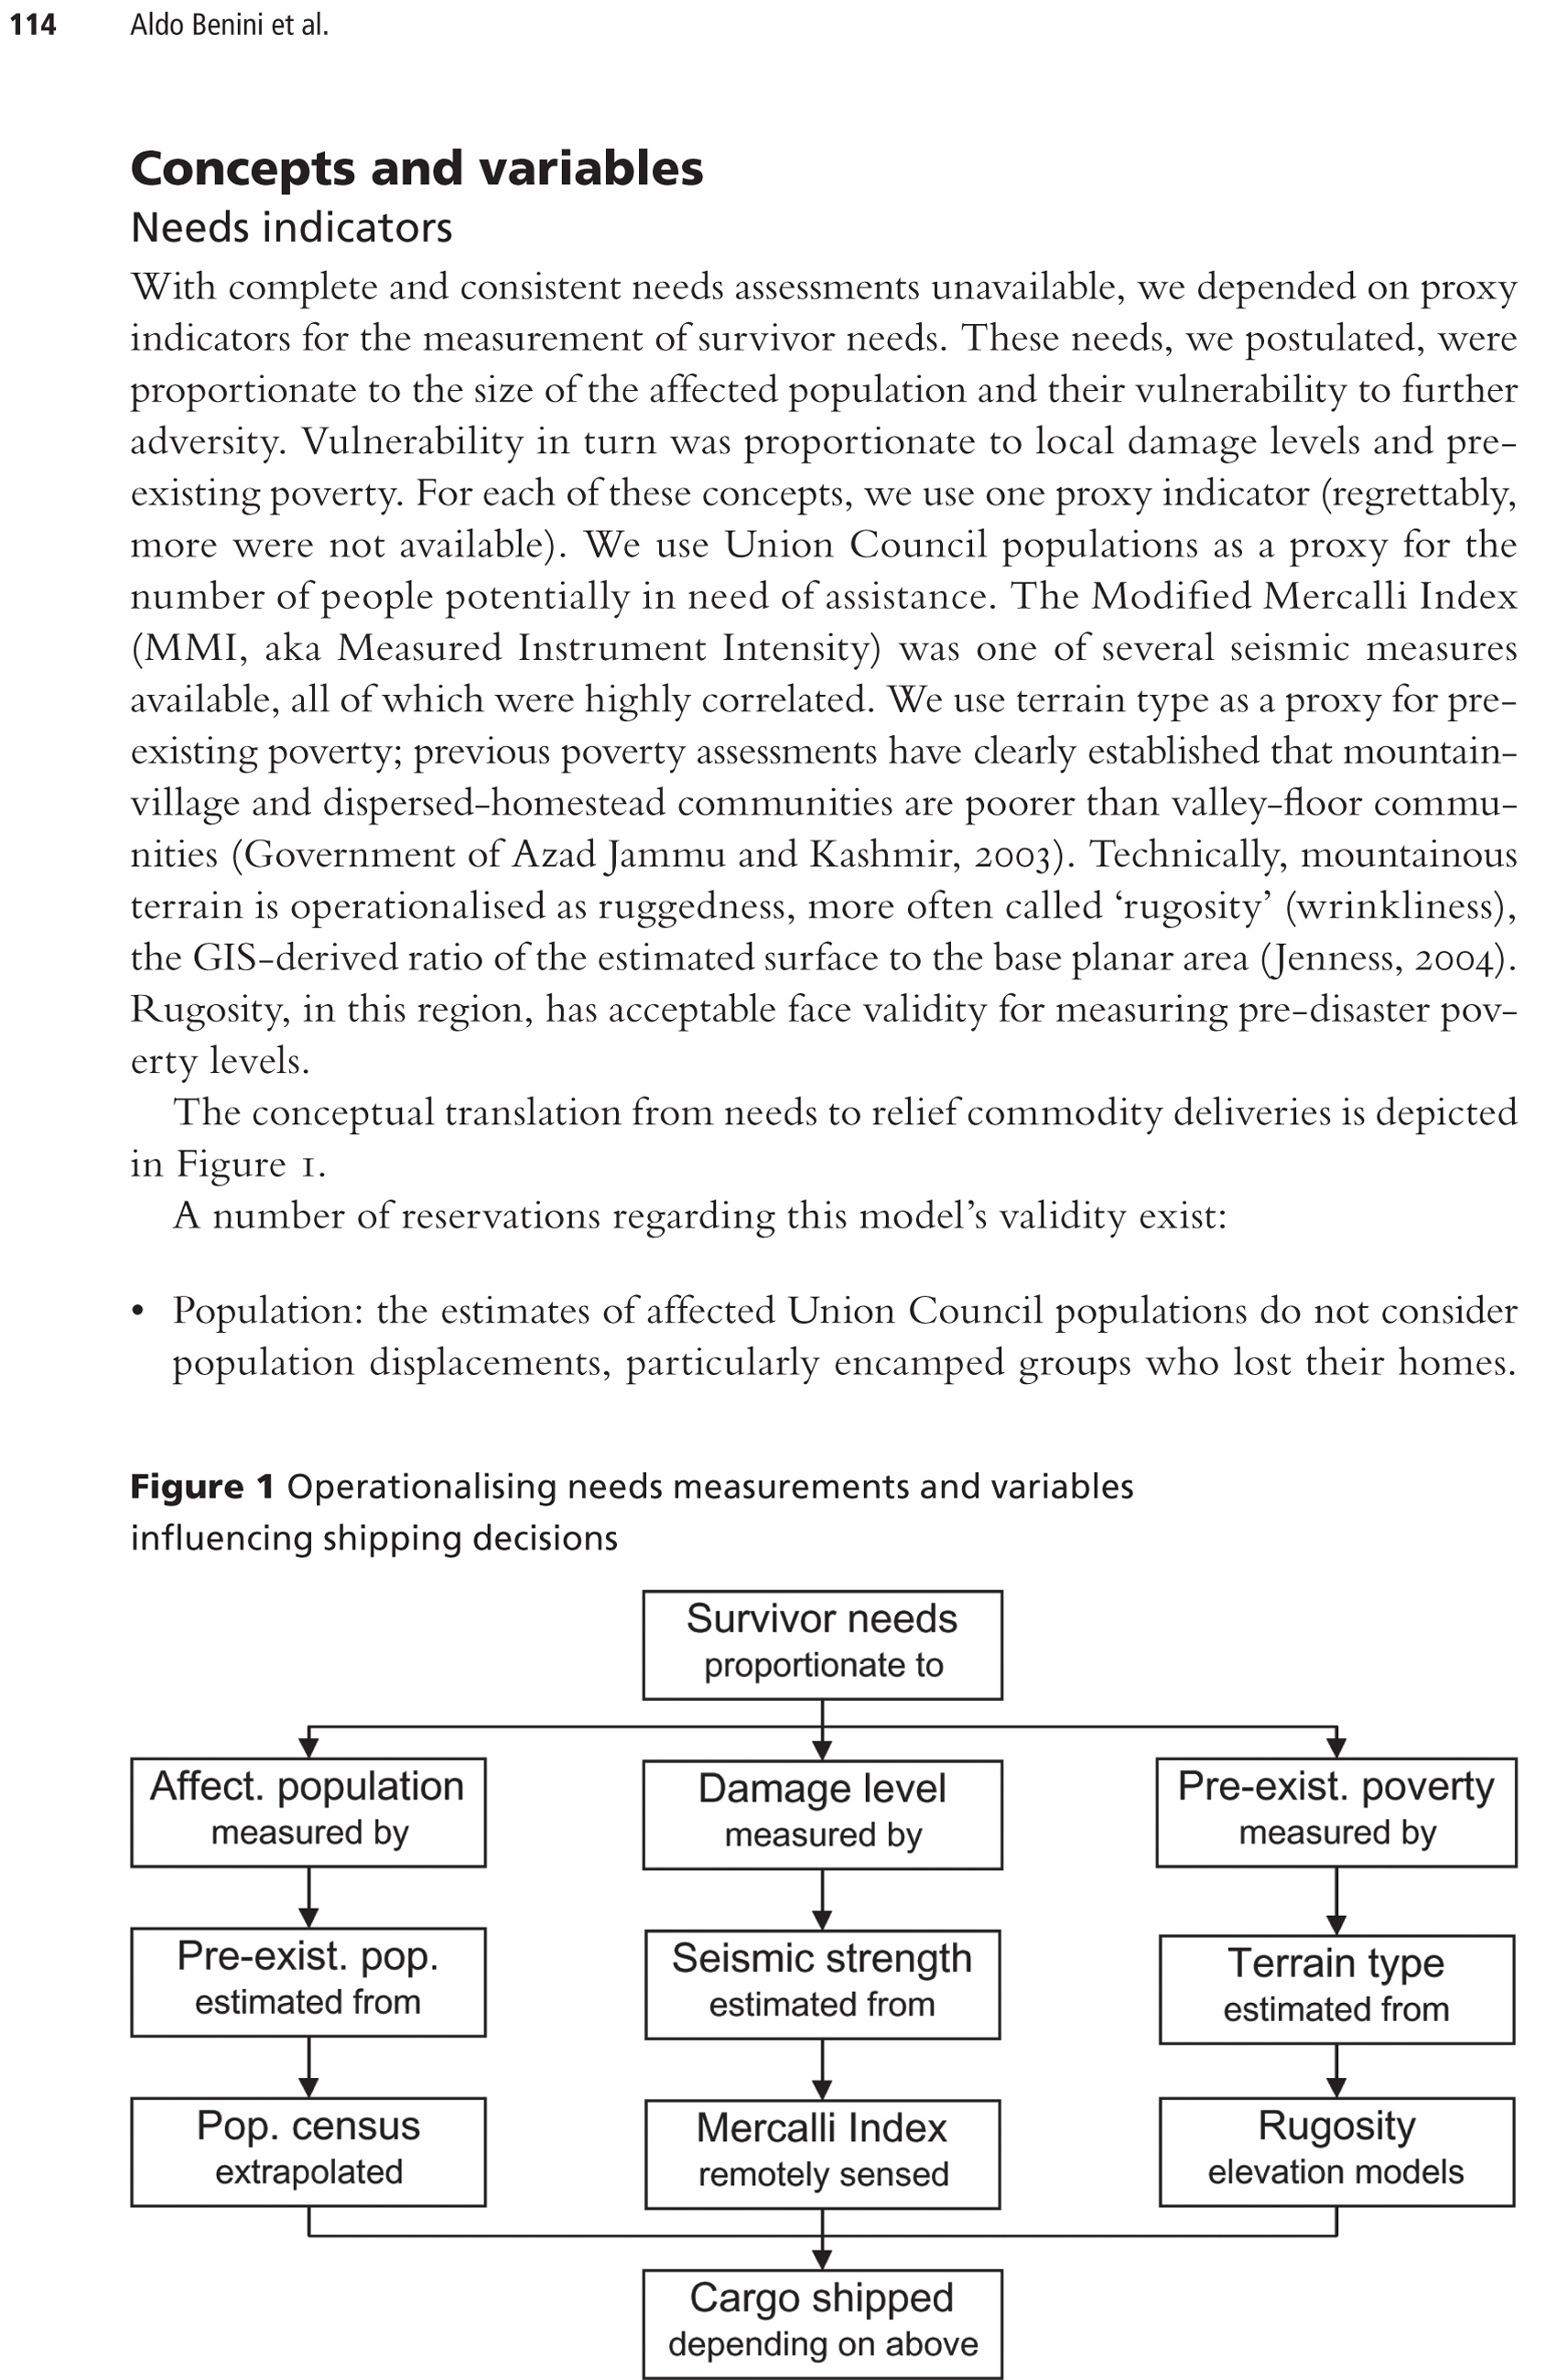 114 Aldo Benini et al.
Concepts and variables
Needs indicators
With complete and consistent needs assessments unavailable, we depended on proxy
indicators for the measurement of survivor needs. These needs, we postulated, were
proportionate to the size of the affected population and their vulnerability to further
adversity. Vulnerability in turn was proportionate to local damage levels and pre-
existing poverty. For each of these concepts, we use one proxy indicator (regrettably,
more were not available). We use Union Council populations as a proxy for the
number of people potentially in need of assistance. The Modified Mercalli Index
(MMI, aka Measured Instrument Intensity) was one of several seismic measures
available, all of which were highly correlated. We use terrain type as a proxy for pre-
existing poverty; previous poverty assessments have clearly established that mountain-
village and dispersed-homestead communities are poorer than valley-floor commu-
nities (Government of Azad Jammu and Kashmir, 2003). Technically, mountainous
terrain is operationalised as ruggedness, more often called ‘rugosity’ (wrinkliness),
the GIS-derived ratio of the estimated surface to the base planar area (Jenness, 2004).
Rugosity, in this region, has acceptable face validity for measuring pre-disaster pov-
erty levels.
The conceptual translation from needs to relief commodity deliveries is depicted
in Figure 1.
A number of reservations regarding this model’s validity exist:
• Population: the estimates of affected Union Council populations do not consider
population displacements, particularly encamped groups who lost their homes.
Figure 1 Operationalising needs measurements and variables
influencing shipping decisions
Survivor needs
proportionate to
Affect. population
measured by
Damage level
measured by
Pre-exist. poverty
measured by
Pre-exist. pop.
estimated from
Seismic strength
estimated from
Terrain type
estimated from
Pop. census
extrapolated
Mercalli Index
remotely sensed
Rugosity
elevation models
Cargo shipped
depending on above